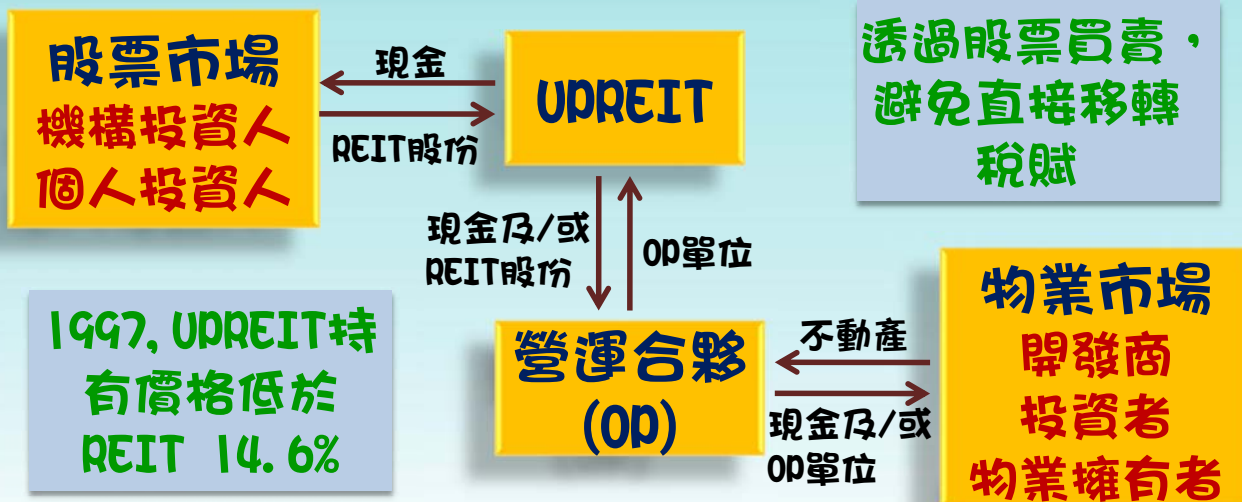 股票市場
機構投資人
個人投資人
現金
REIT股份
UPREIT
透過股票買賣，
避免直接移轉
稅賦
現金及/或
REIT股份
OP單位
1997, UPREIT持
有價格低於
REIT 14.6%
營運合夥
(OP)
不動產
現金及/或
OP單位
物業市場
開發商
投資者
物業擁有者